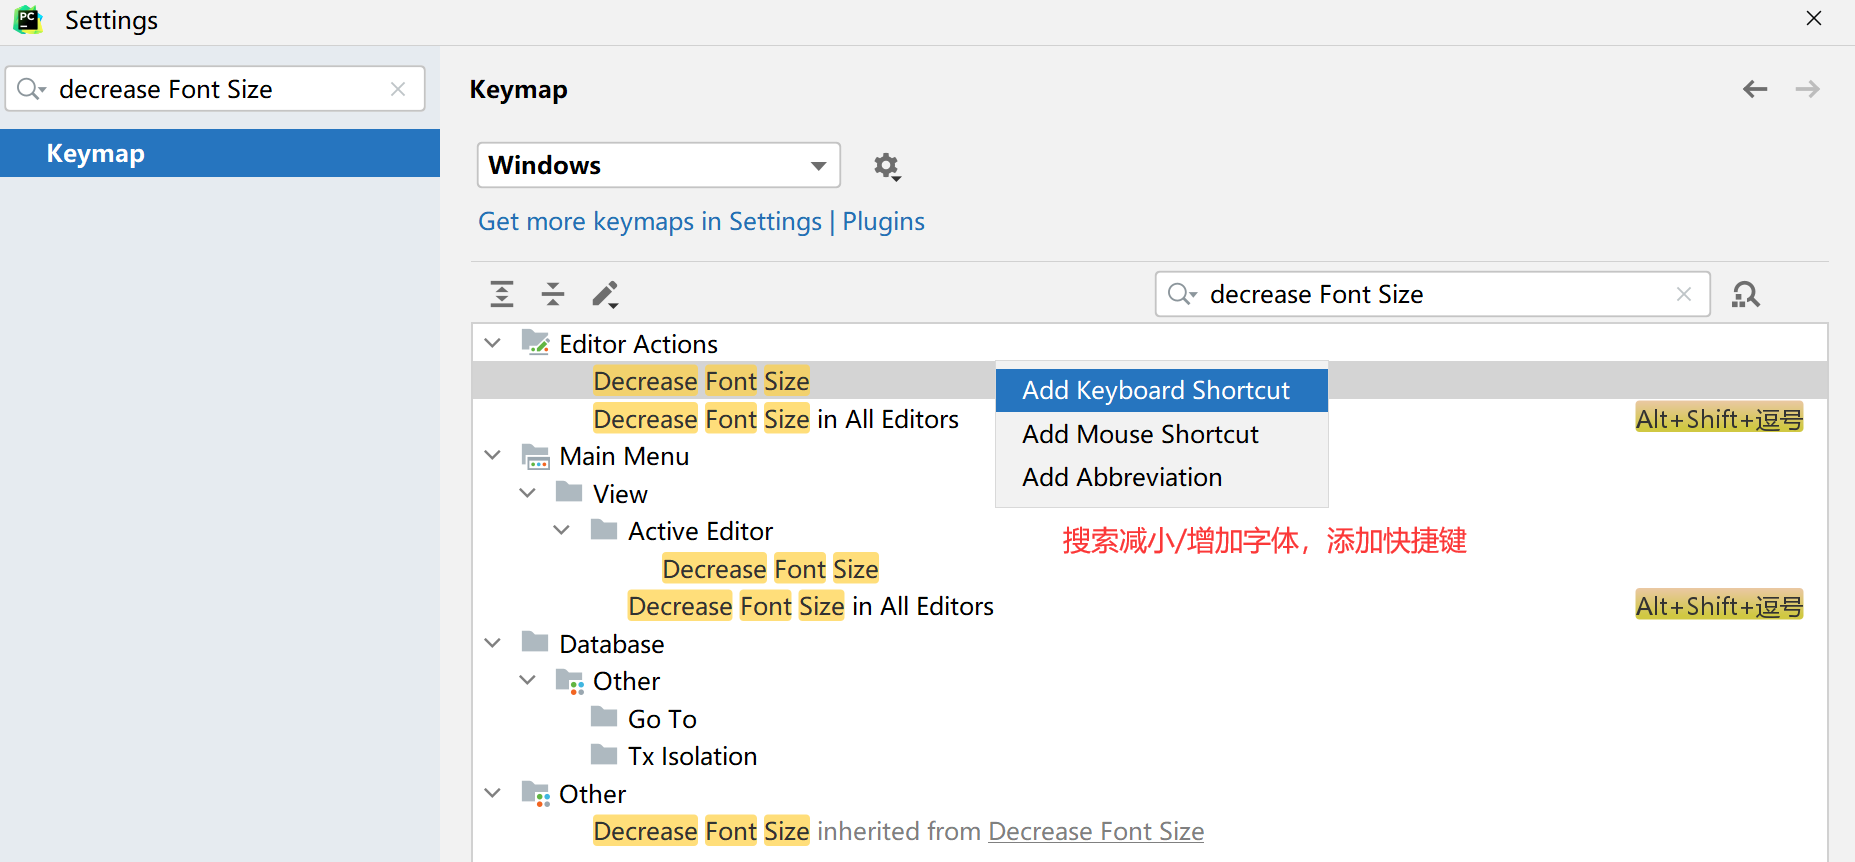 PC
Settings
decrease Font Size
Keymap
Keymap
Windows
Get more keymaps in Settings | Plugins
decrease Font Size
Editor Actions
Decrease Font Size
Decrease Font Size in All Editors Alt+Shift+逗号
Add Keyboard Shortcut
Add Mouse Shortcut
Add Abbreviation
Main Menu
View
Active Editor
搜索减小/增加字体，添加快捷键
Decrease Font Size
Decrease Font Size in All Editors Alt+Shift+逗号
Database
Other
Go To
Tx Isolation
Other
Decrease Font Size inherited from Decrease Font Size